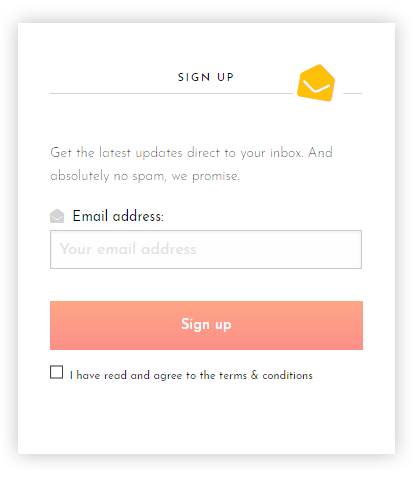 SIGN UP
Get the latest updates direct to your inbox. And
absolutely no spam, we promise.
Email address:
Your email address
Sign up
I have read and agree to the terms & conditions